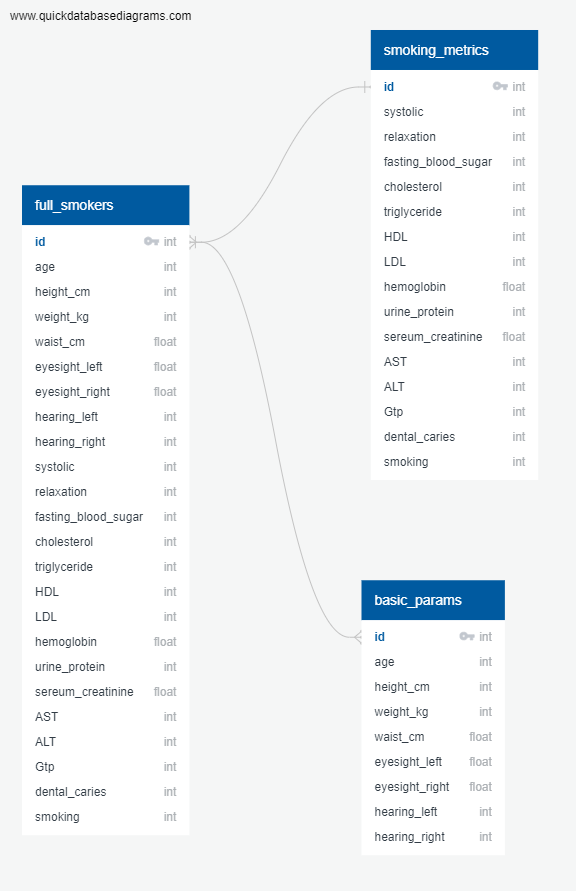 www.quickdatabasediagrams.com
smoking_metrics
id int
systolic int
relaxation int
fasting_blood_sugar int
cholesterol int
triglyceride int
HDL int
LDL int
hemoglobin float
urine_protein int
sereum_creatinine float
AST int
ALT int
Gtp int
dental_caries int
smoking int
full_smokers
id int
age int
height_cm int
weight_kg int
waist_cm float
eyesight_left float
eyesight_right float
hearing_left int
hearing_right int
systolic int
relaxation int
fasting_blood_sugar int
cholesterol int
triglyceride int
HDL int
LDL int
hemoglobin float
urine_protein int
sereum_creatinine float
AST int
ALT int
Gtp int
dental_caries int
smoking int
basic_params
id int
age int
height_cm int
weight_kg int
waist_cm float
eyesight_left float
eyesight_right float
hearing_left int
hearing_right int